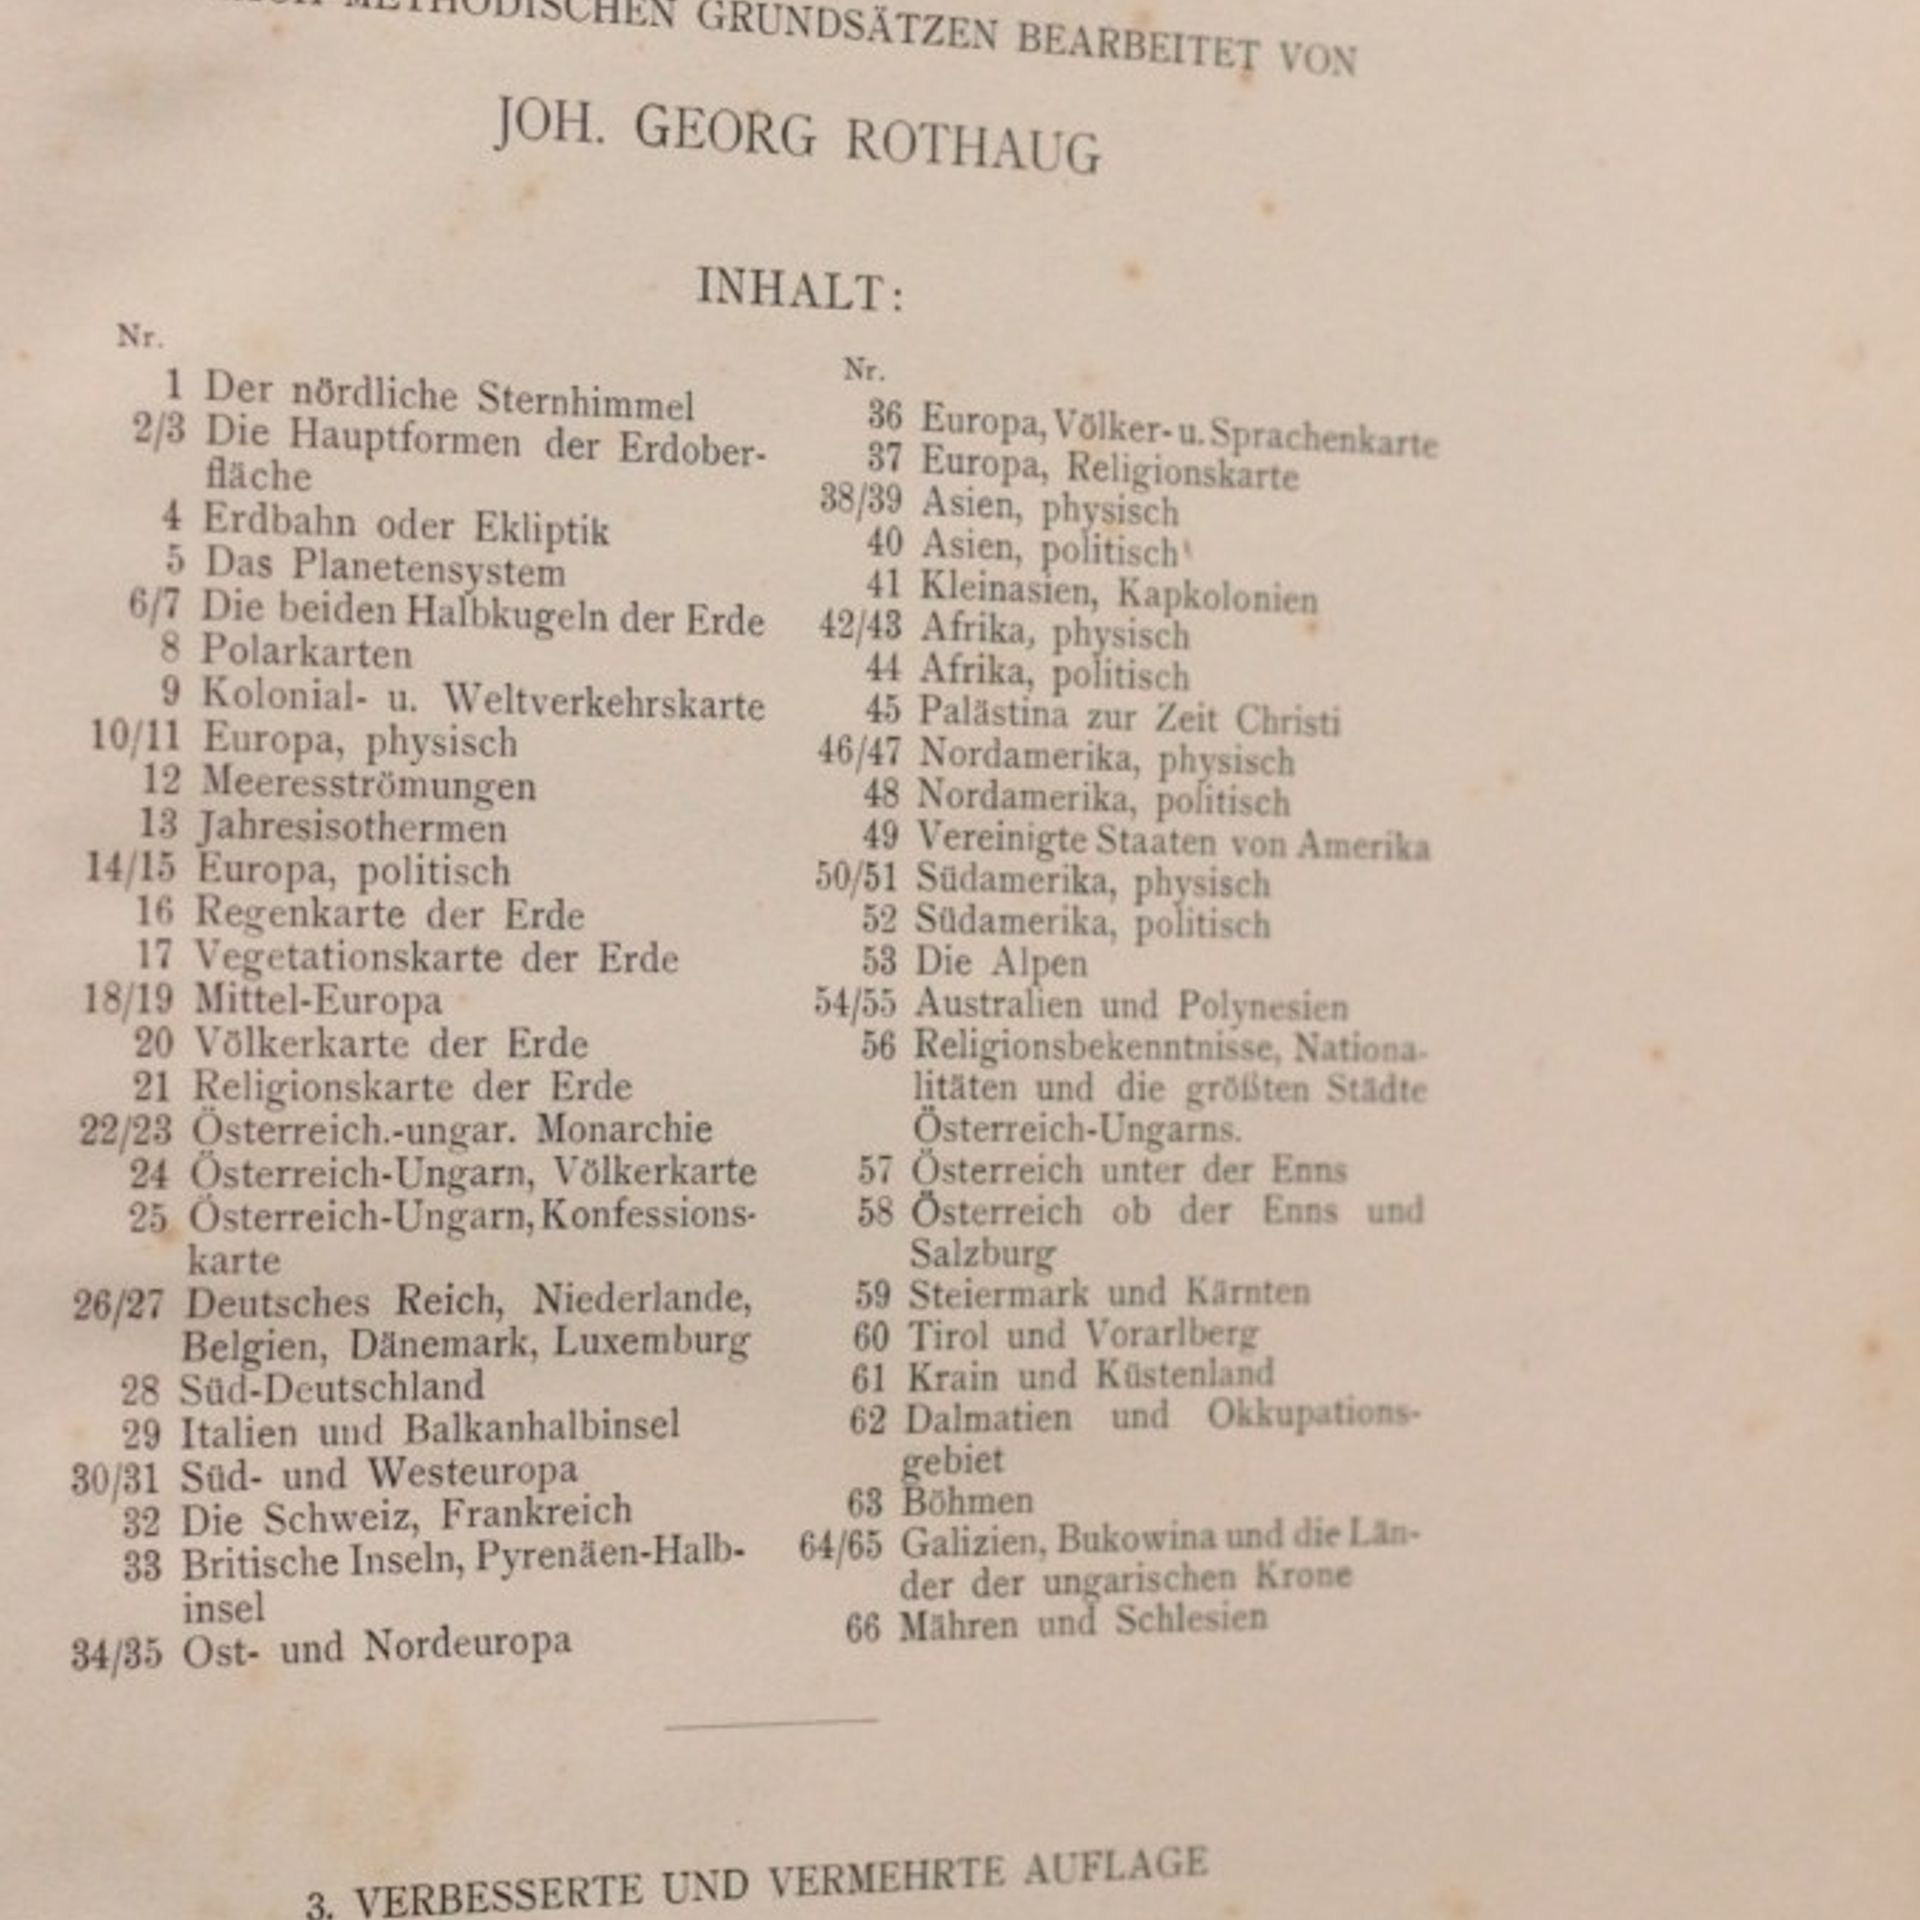 METHODISCHEN GRUNDSÄTZEN BEARBEITET VON
JOH. GEORG ROTHAUG
INHALT:
Nr.
1 Der nördliche Sternhimmel
2/3 Die Hauptformen der Erdober-
fläche
4 Erdbahn oder Ekliptik
5 Das Planetensystem
6/7 Die beiden Halbkugeln der Erde
8 Polarkarten
9 Kolonial- u. Weltverkehrskarte
10/11 Europa, physisch
12 Meeresströmungen
13 Jahresisothermen
14/15 Europa, politisch
16 Regenkarte der Erde
17 Vegetationskarte der Erde
18/19 Mittel-Europa
20 Völkerkarte der Erde
21 Religionskarte der Erde
22/23 Österreich.-ungar. Monarchie
24 Österreich-Ungarn, Völkerkarte
25 Österreich-Ungarn, Konfessions-
karte
26/27 Deutsches Reich, Niederlande,
Belgien, Dänemark, Luxemburg
28 Süd-Deutschland
29 Italien und Balkanhalbinsel
30/31 Süd- und Westeuropa
32 Die Schweiz, Frankreich
33 Britische Inseln, Pyrenäen-Halb-
insel
34/35 Ost- und Nordeuropa
Nr.
36 Europa, Völker- u. Sprachenkarte
37 Europa, Religionskarte
38/39 Asien, physisch
40 Asien, politisch
41 Kleinasien, Kapkolonien
42/43 Afrika, physisch
44 Afrika, politisch
45 Palästina zur Zeit Christi
46/47 Nordamerika, physisch
48 Nordamerika, politisch
49 Vereinigte Staaten von Amerika
50/51 Südamerika, physisch
52 Südamerika, politisch
53 Die Alpen
54/55 Australien und Polynesien
56 Religionsbekenntnisse, Nationa-
litäten und die größten Städte
Österreich-Ungarns.
57 Österreich unter der Enns
58 Österreich ob der Enns und
Salzburg
59 Steiermark und Kärnten
60 Tirol und Vorarlberg
61 Krain und Küstenland
62 Dalmatien und Okkupations-
gebiet
63 Böhmen
64/65 Galizien, Bukowina und die Län-
der der ungarischen Krone
66 Mähren und Schlesien
3. VERBESSERTE UND VERMEHRTE AUFLAGE